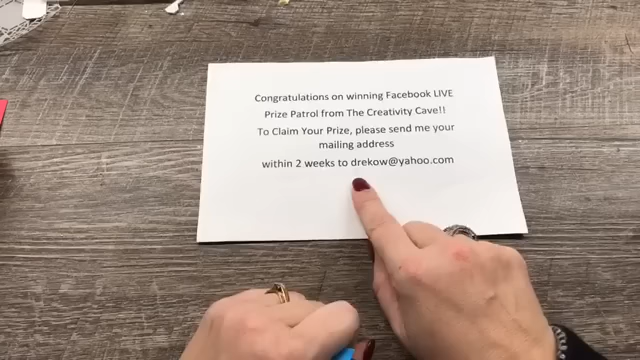 Congratulations on winning Facebook LIVE
Prize Patrol from The Creativity Cave!!
To Claim Your Prize, please send me your
mailing address
within 2 weeks to drekow@yahoo.com